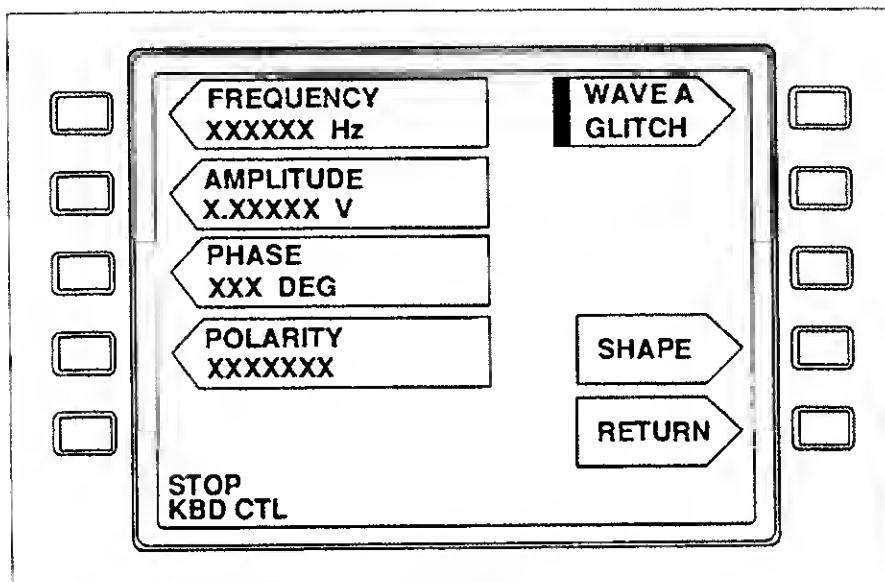 FREQUENCY
XXXXXX Hz
AMPLITUDE
X.XXXXX V
PHASE
XXX DEG
POLARITY
XXXXXXX
WAVE A
GLITCH
SHAPE
RETURN
STOP
KBD CTL